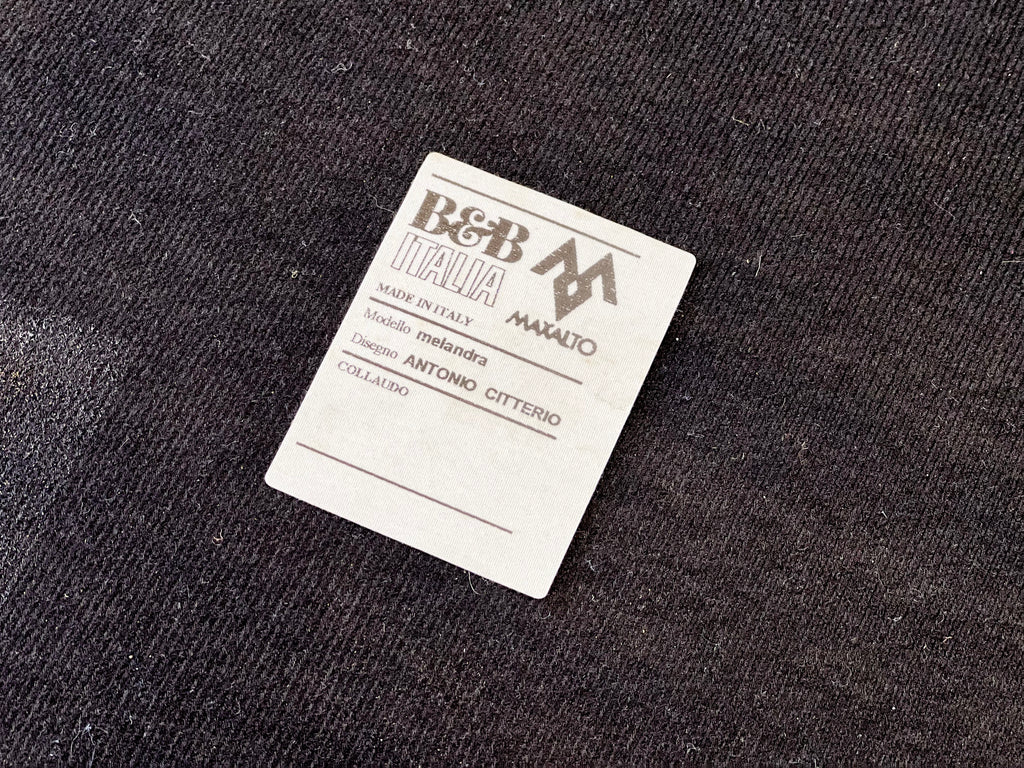 B&B
ITALIA
MAXALTO
MADE IN ITALY
Modello melandra
Disegno ANTONIO CITTERIO
COLLAUDO